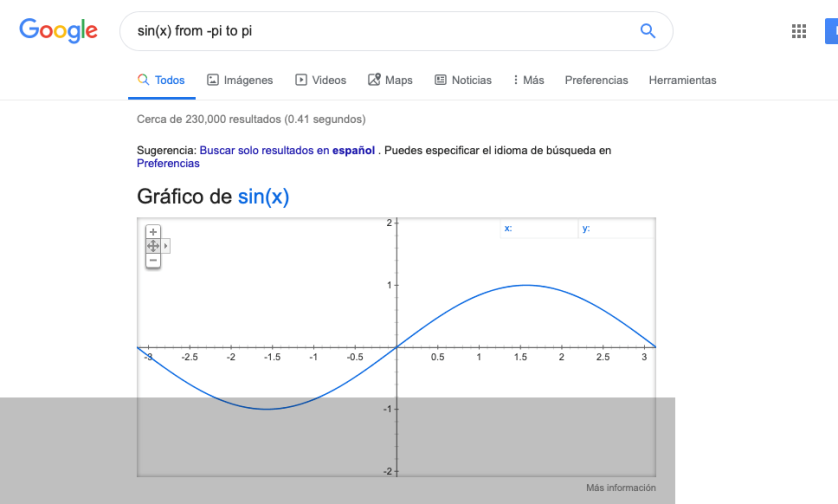 Google
sin(x) from -pi to pi
Todos Imágenes Videos Maps Noticias Más Preferencias Herramientas
Cerca de 230,000 resultados (0.41 segundos)
Sugerencia: Buscar solo resultados en español . Puedes especificar el idioma de búsqueda en
Preferencias
Gráfico de sin(x)
2
x: y:
1
-3 -2.5 -2 -1.5 -1 -0.5 0.5 1 1.5 2 2.5 3
-1
-2
Más información